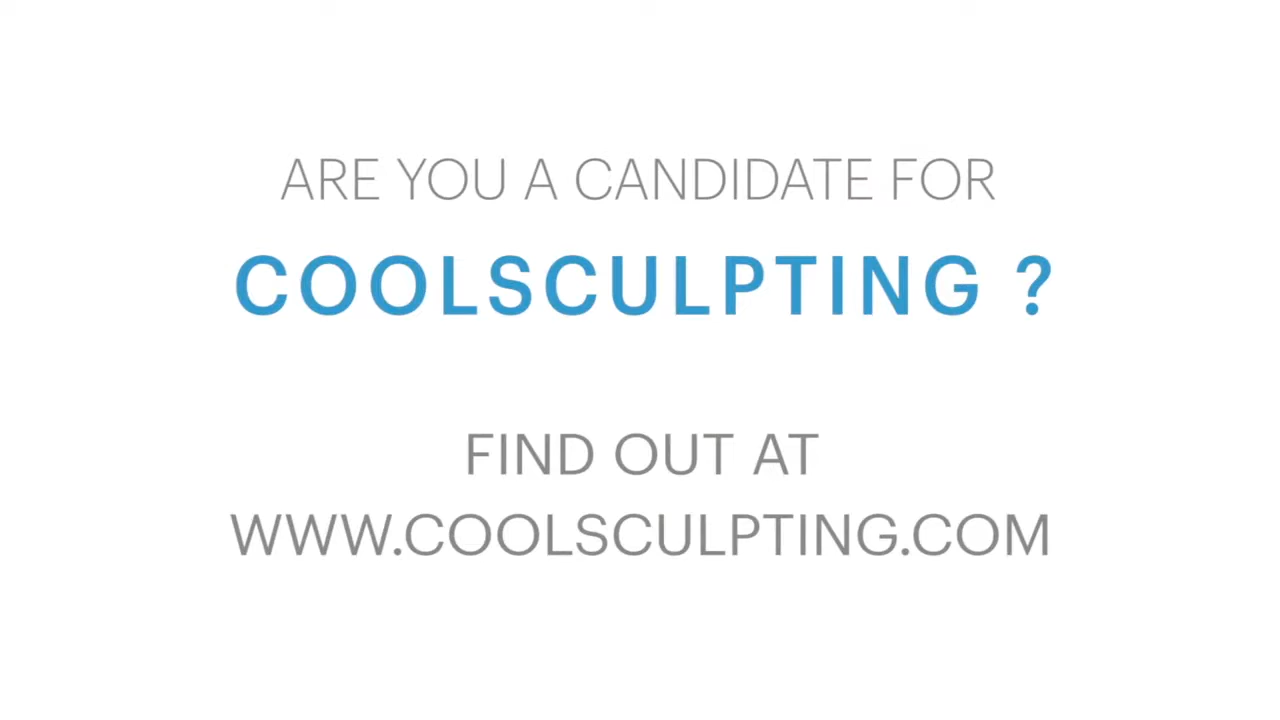 ARE YOU A CANDIDATE FOR
COOLSCULPTING ?
FIND OUT AT
WWW.COOLSCULPTING.COM